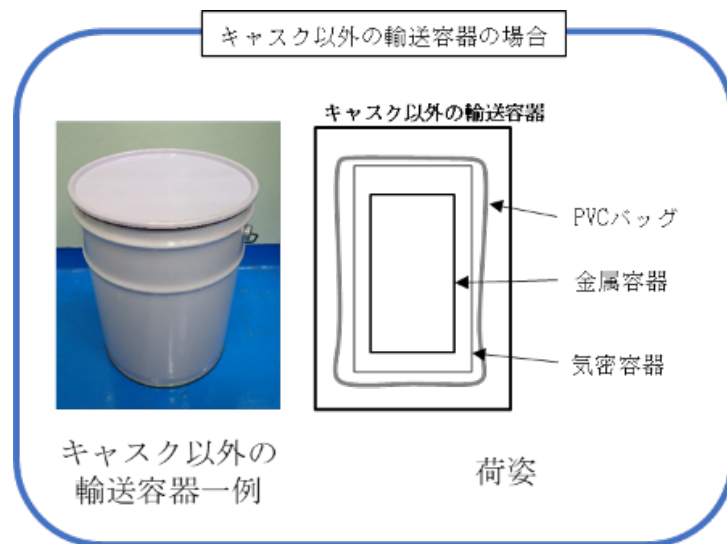 キャスク以外の輸送容器の場合
キャスク以外の輸送容器
PVCバッグ
金属容器
気密容器
キャスク以外の
輸送容器一例
荷姿